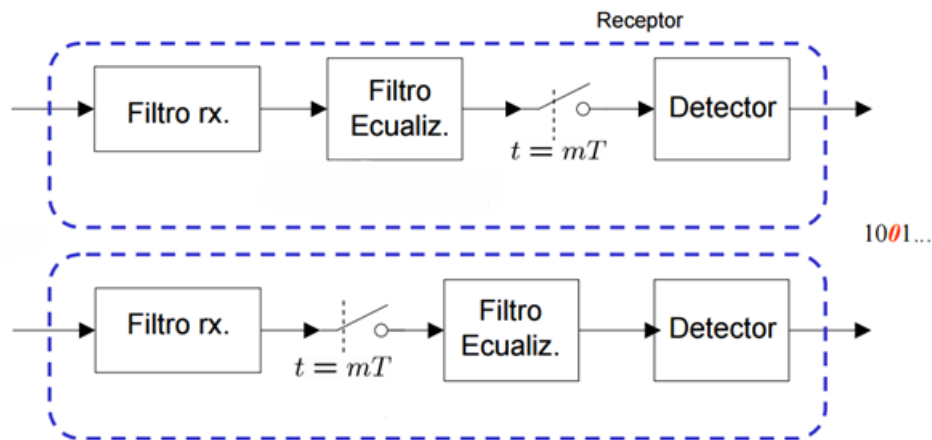 Receptor
Filtro rx.
Filtro
Ecualiz.
t = mT
Detector
1001...
Filtro rx.
t = mT
Filtro
Ecualiz.
Detector